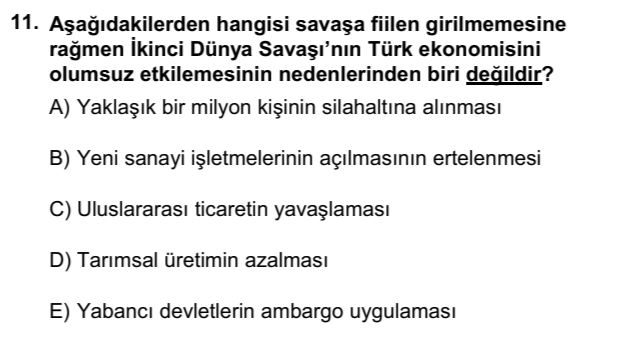 11. Aşağıdakilerden hangisi savaşa fiilen girilmemesine
rağmen İkinci Dünya Savaşı'nın Türk ekonomisini
olumsuz etkilemesinin nedenlerinden biri değildir?
A) Yaklaşık bir milyon kişinin silahaltına alınması
B) Yeni sanayi işletmelerinin açılmasının ertelenmesi
C) Uluslararası ticaretin yavaşlaması
D) Tarımsal üretimin azalması
E) Yabancı devletlerin ambargo uygulaması